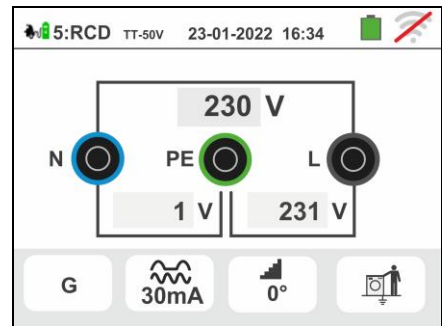 5:RCD TT-50V 23-01-2022 16:34
230 V
N PE L
1 V 231 V
G 30mA 0°